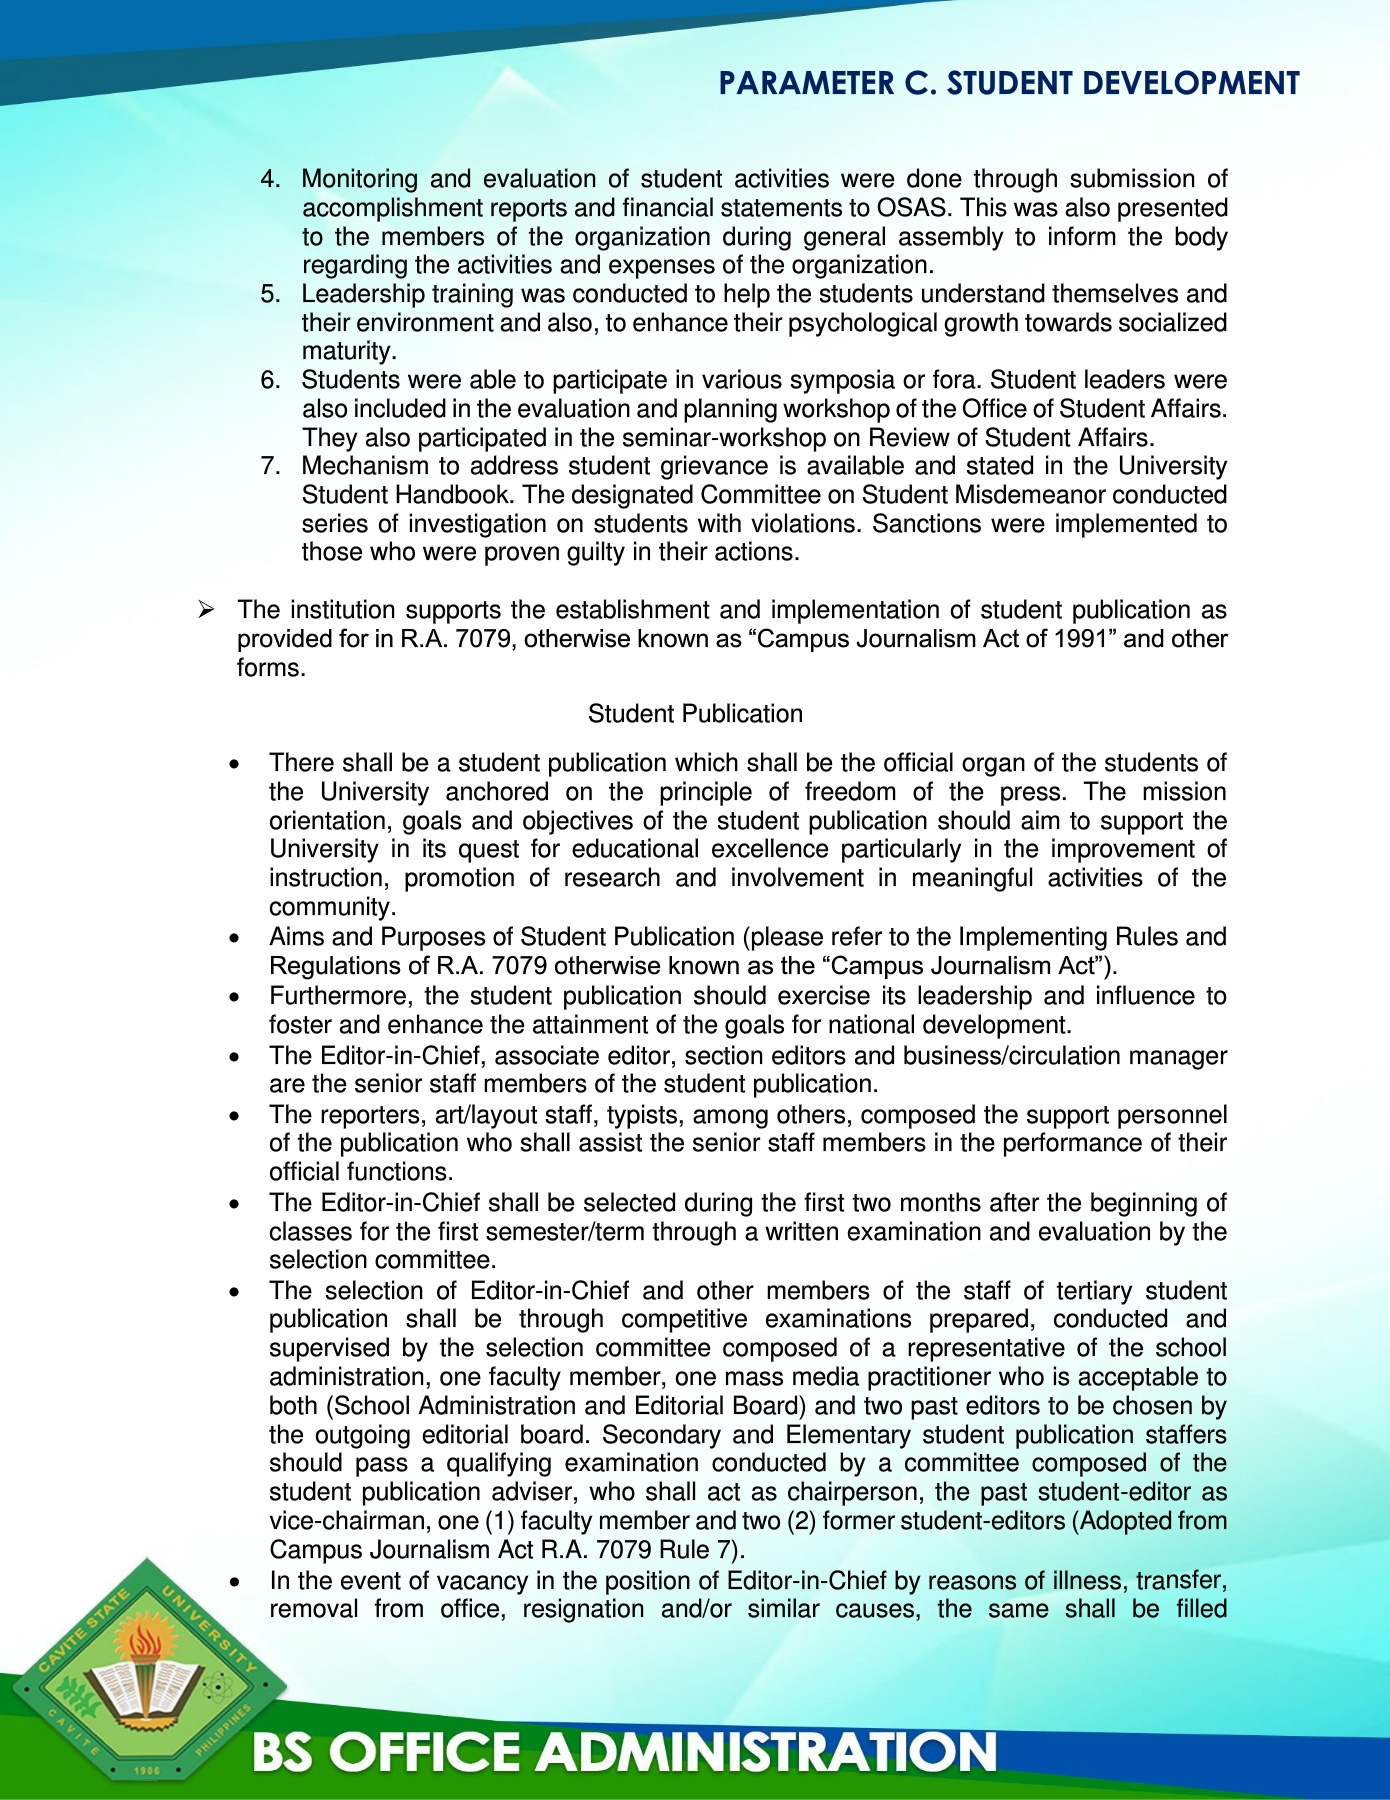 PARAMETER C. STUDENT DEVELOPMENT
4. Monitoring and evaluation of student activities were done through submission of
accomplishment reports and financial statements to OSAS. This was also presented
to the members of the organization during general assembly to inform the body
regarding the activities and expenses of the organization.
5. Leadership training was conducted to help the students understand themselves and
their environment and also, to enhance their psychological growth towards socialized
maturity.
6. Students were able to participate in various symposia or fora. Student leaders were
also included in the evaluation and planning workshop of the Office of Student Affairs.
They also participated in the seminar-workshop on Review of Student Affairs.
7. Mechanism to address student grievance is available and stated in the University
Student Handbook. The designated Committee on Student Misdemeanor conducted
series of investigation on students with violations. Sanctions were implemented to
those who were proven guilty in their actions.
➢ The institution supports the establishment and implementation of student publication as
provided for in R.A. 7079, otherwise known as “Campus Journalism Act of 1991” and other
forms.
Student Publication
• There shall be a student publication which shall be the official organ of the students of
the University anchored on the principle of freedom of the press. The mission
orientation, goals and objectives of the student publication should aim to support the
University in its quest for educational excellence particularly in the improvement of
instruction, promotion of research and involvement in meaningful activities of the
community.
• Aims and Purposes of Student Publication (please refer to the Implementing Rules and
Regulations of R.A. 7079 otherwise known as the “Campus Journalism Act”).
• Furthermore, the student publication should exercise its leadership and influence to
foster and enhance the attainment of the goals for national development.
• The Editor-in-Chief, associate editor, section editors and business/circulation manager
are the senior staff members of the student publication.
• The reporters, art/layout staff, typists, among others, composed the support personnel
of the publication who shall assist the senior staff members in the performance of their
official functions.
• The Editor-in-Chief shall be selected during the first two months after the beginning of
classes for the first semester/term through a written examination and evaluation by the
selection committee.
• The selection of Editor-in-Chief and other members of the staff of tertiary student
publication shall be through competitive examinations prepared, conducted and
supervised by the selection committee composed of a representative of the school
administration, one faculty member, one mass media practitioner who is acceptable to
both (School Administration and Editorial Board) and two past editors to be chosen by
the outgoing editorial board. Secondary and Elementary student publication staffers
should pass a qualifying examination conducted by a committee composed of the
student publication adviser, who shall act as chairperson, the past student-editor as
vice-chairman, one (1) faculty member and two (2) former student-editors (Adopted from
Campus Journalism Act R.A. 7079 Rule 7).
• In the event of vacancy in the position of Editor-in-Chief by reasons of illness, transfer,
removal from office, resignation and/or similar causes, the same shall be filled
CAVITE STATE UNIVERSITY
CAVITE PHILIPPINES
1906
BS OFFICE ADMINISTRATION